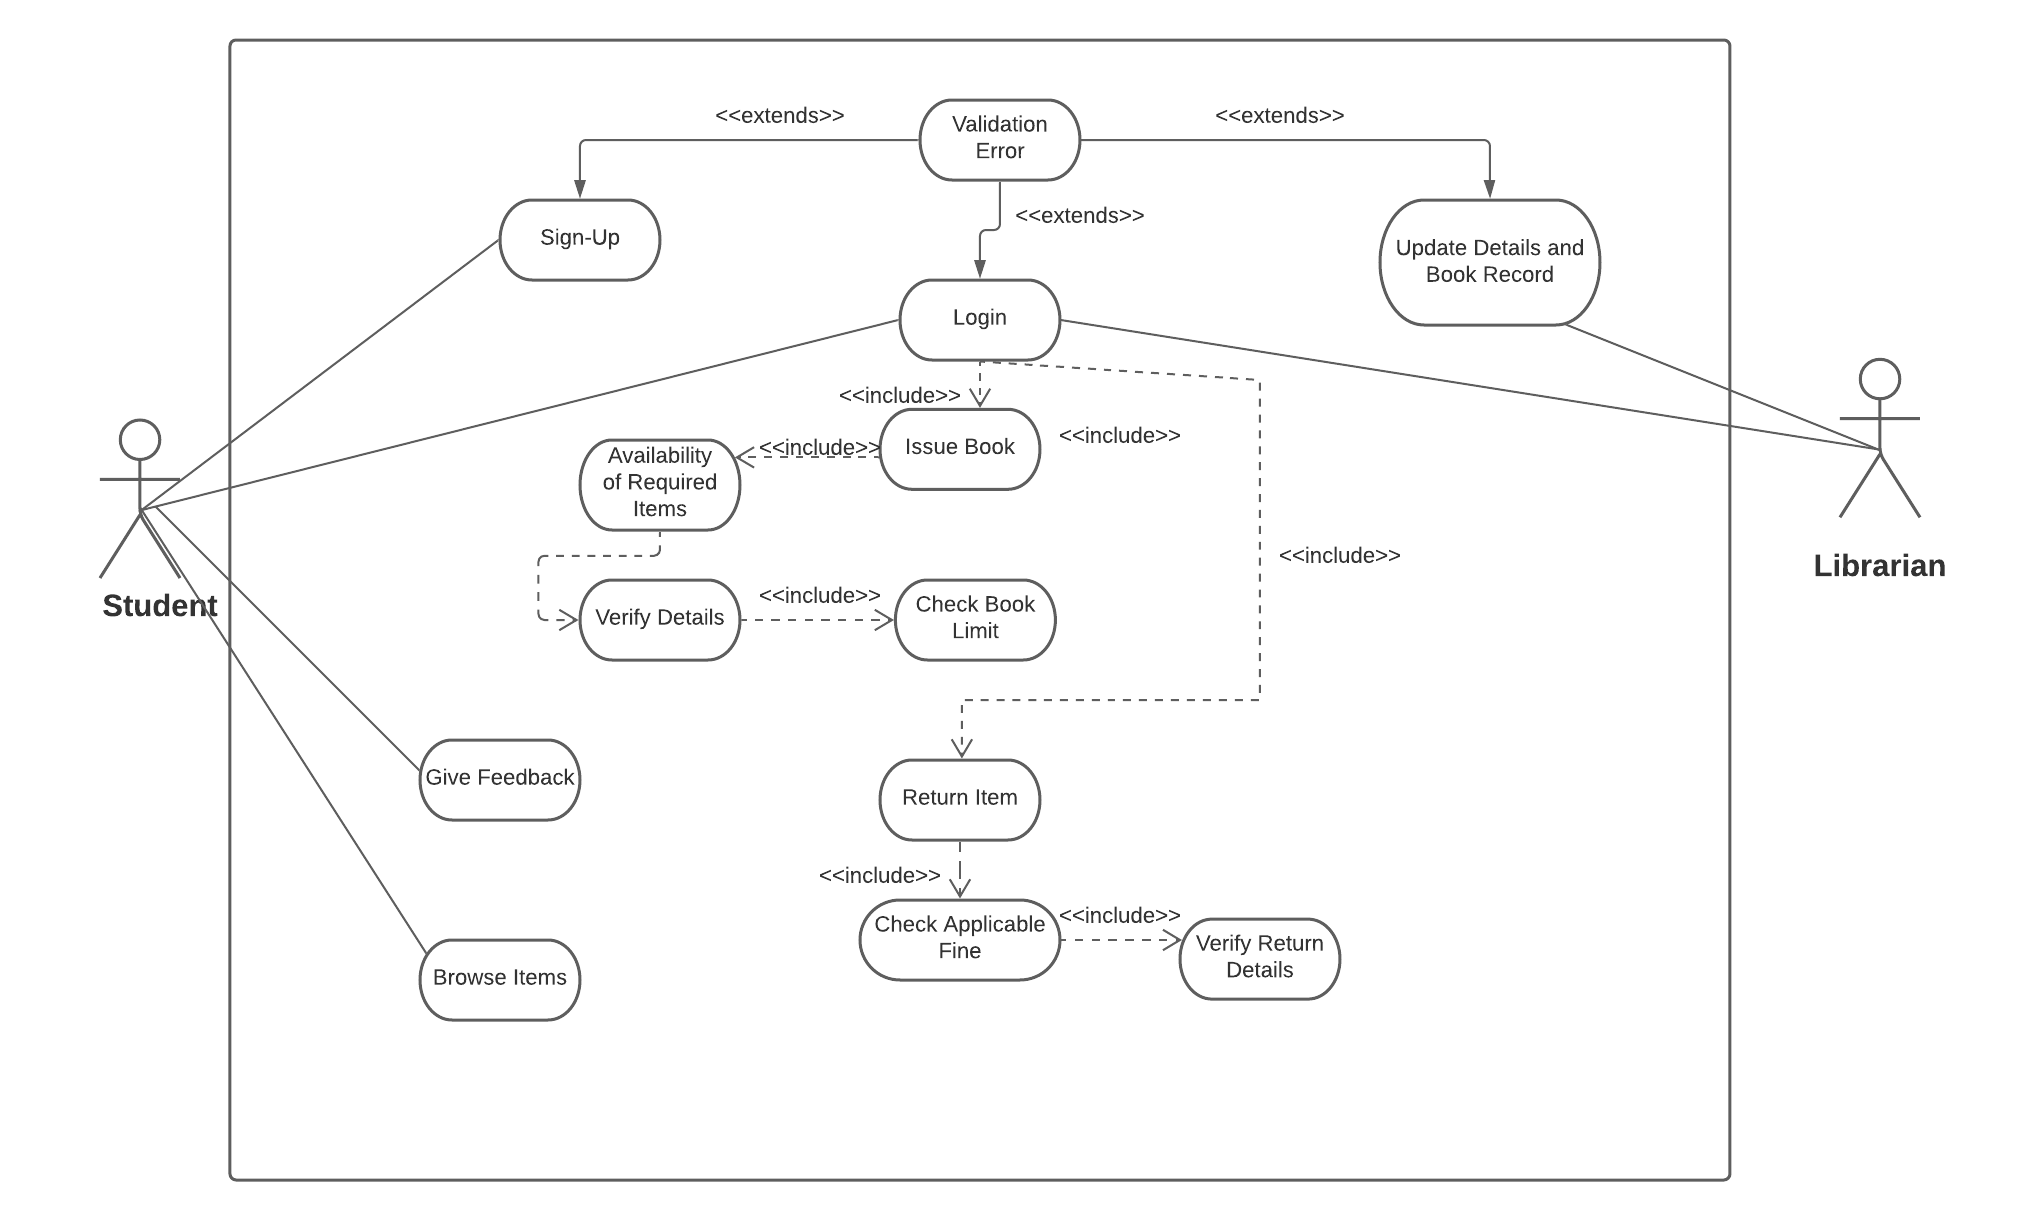 <<extends>>
Validation
Error
<<extends>>
Sign-Up
<<extends>>
Update Details and
Book Record
Login
<<include>>
Issue Book
<<include>>
<<include>>
Availability
of Required
Items
<<include>>
Student
Librarian
Verify Details
<<include>>
Check Book
Limit
Give Feedback
Return Item
<<include>>
Check Applicable
Fine
<<include>>
Verify Return
Details
Browse Items